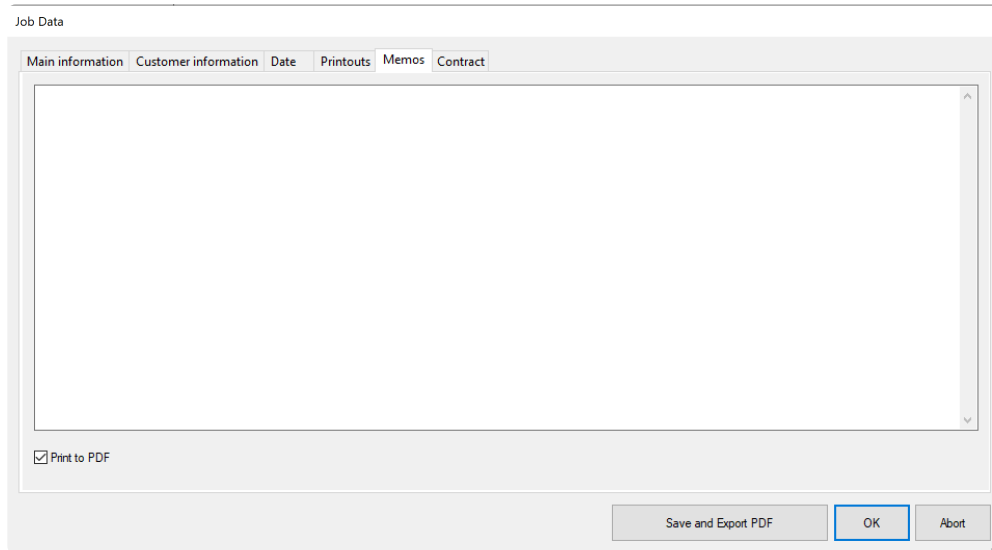 Job Data
Main information Customer information Date Printouts Memos Contract
Print to PDF
Save and Export PDF OK Abort